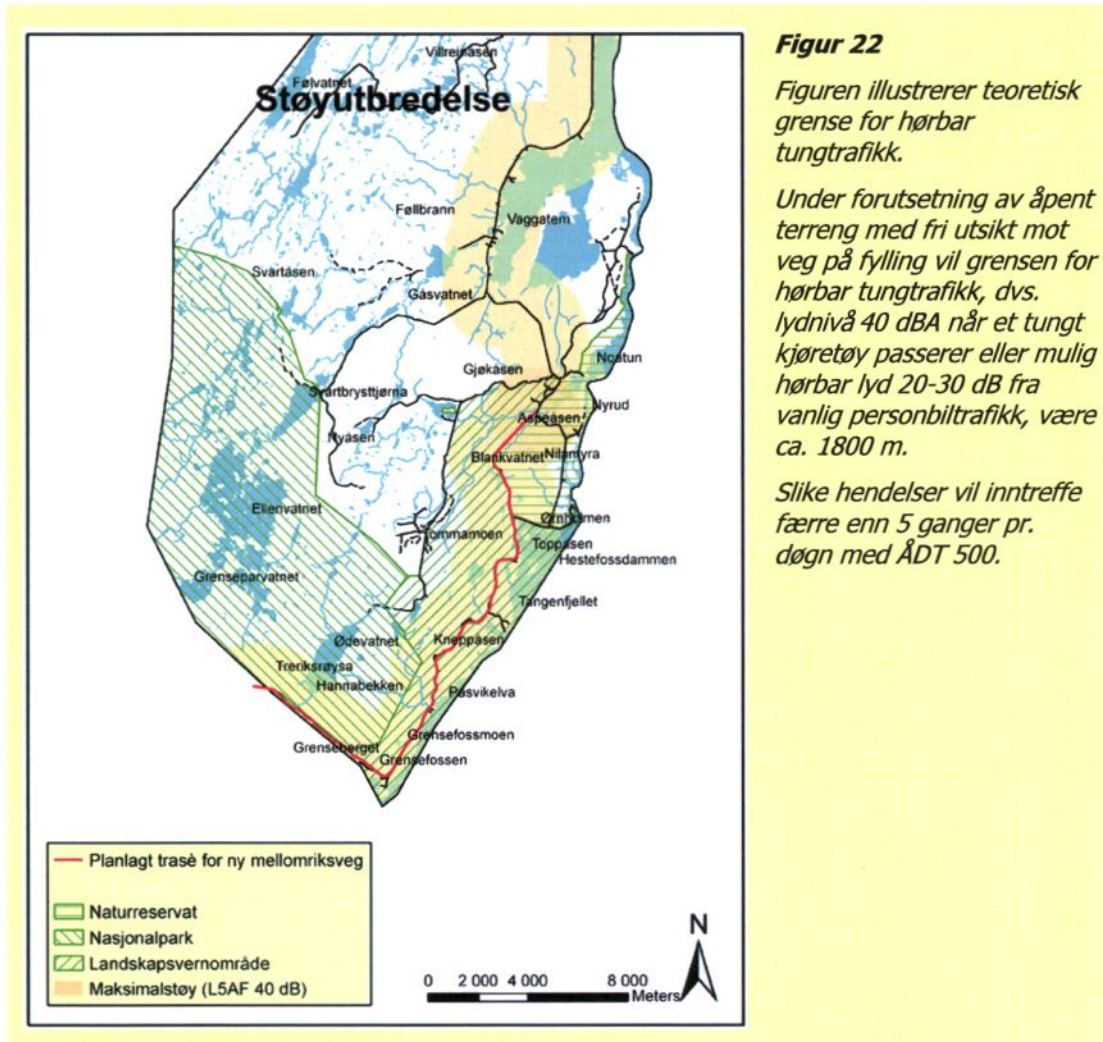 Støyutbredelse
Villreinåsen
Følvatnet
Føllbrann
Vaggatem
Svartåsen
Gåsvatnet
Noatun
Gjøkåsen
Svartbrysttjørna
Nyrud
Aspeåsen
Nyåsen
Blankvatnet
Nilamyra
Ellenvatnet
Ørnholmen
Tommamoen
Toppåsen
Hestefossdammen
Grenseparvatnet
Tangenfjellet
Ødevatnet
Kneppåsen
Treriksrøysa
Hannabekken
Pasvikelva
Grensefossmoen
Grenseberget
Grensefossen
Planlagt trasè for ny mellomriksveg
Naturreservat
Nasjonalpark
Landskapsvernområde
Maksimalstøy (L5AF 40 dB)
N
0 2 000 4 000 8 000
Meters
Figur 22
Figuren illustrerer teoretisk
grense for hørbar
tungtrafikk.
Under forutsetning av åpent
terreng med fri utsikt mot
veg på fylling vil grensen for
hørbar tungtrafikk, dvs.
lydnivå 40 dBA når et tungt
kjøretøy passerer eller mulig
hørbar lyd 20-30 dB fra
vanlig personbiltrafikk, være
ca. 1800 m.
Slike hendelser vil inntreffe
færre enn 5 ganger pr.
døgn med ÅDT 500.